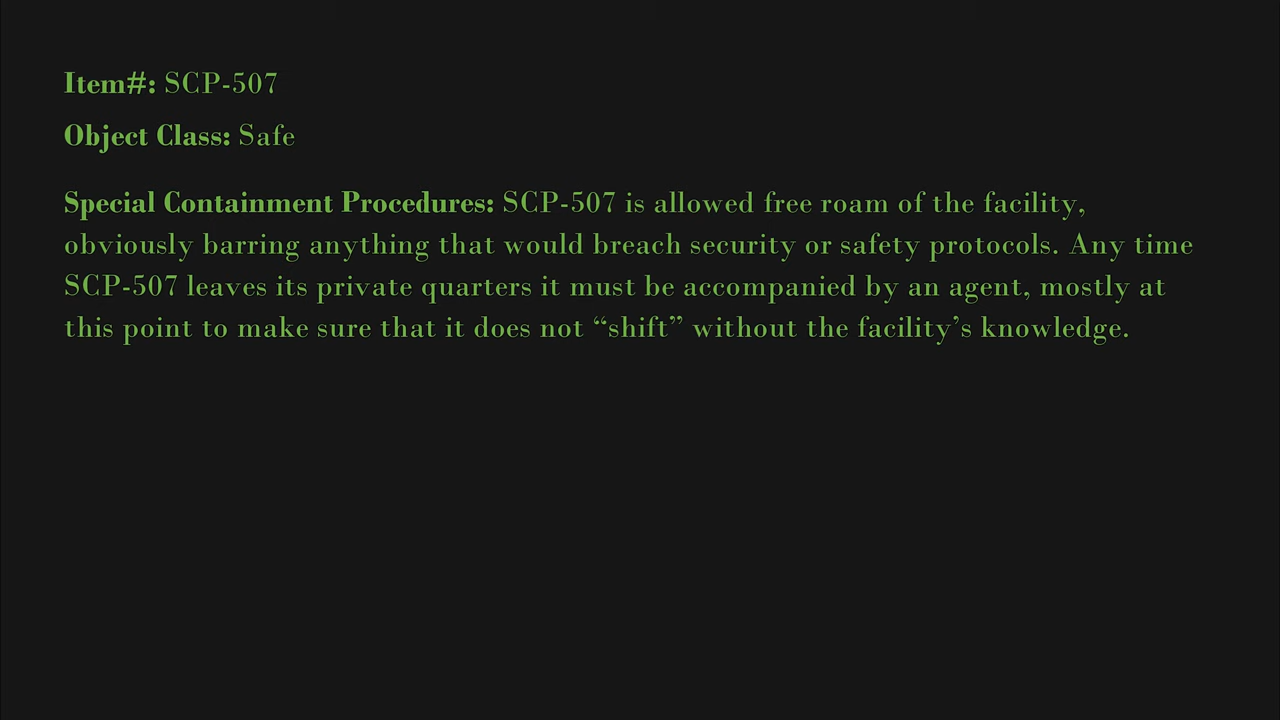 Item#: SCP-507
Object Class: Safe
Special Containment Procedures: SCP-507 is allowed free roam of the facility,
obviously barring anything that would breach security or safety protocols. Any time
SCP-507 leaves its private quarters it must be accompanied by an agent, mostly at
this point to make sure that it does not “shift” without the facility’s knowledge.